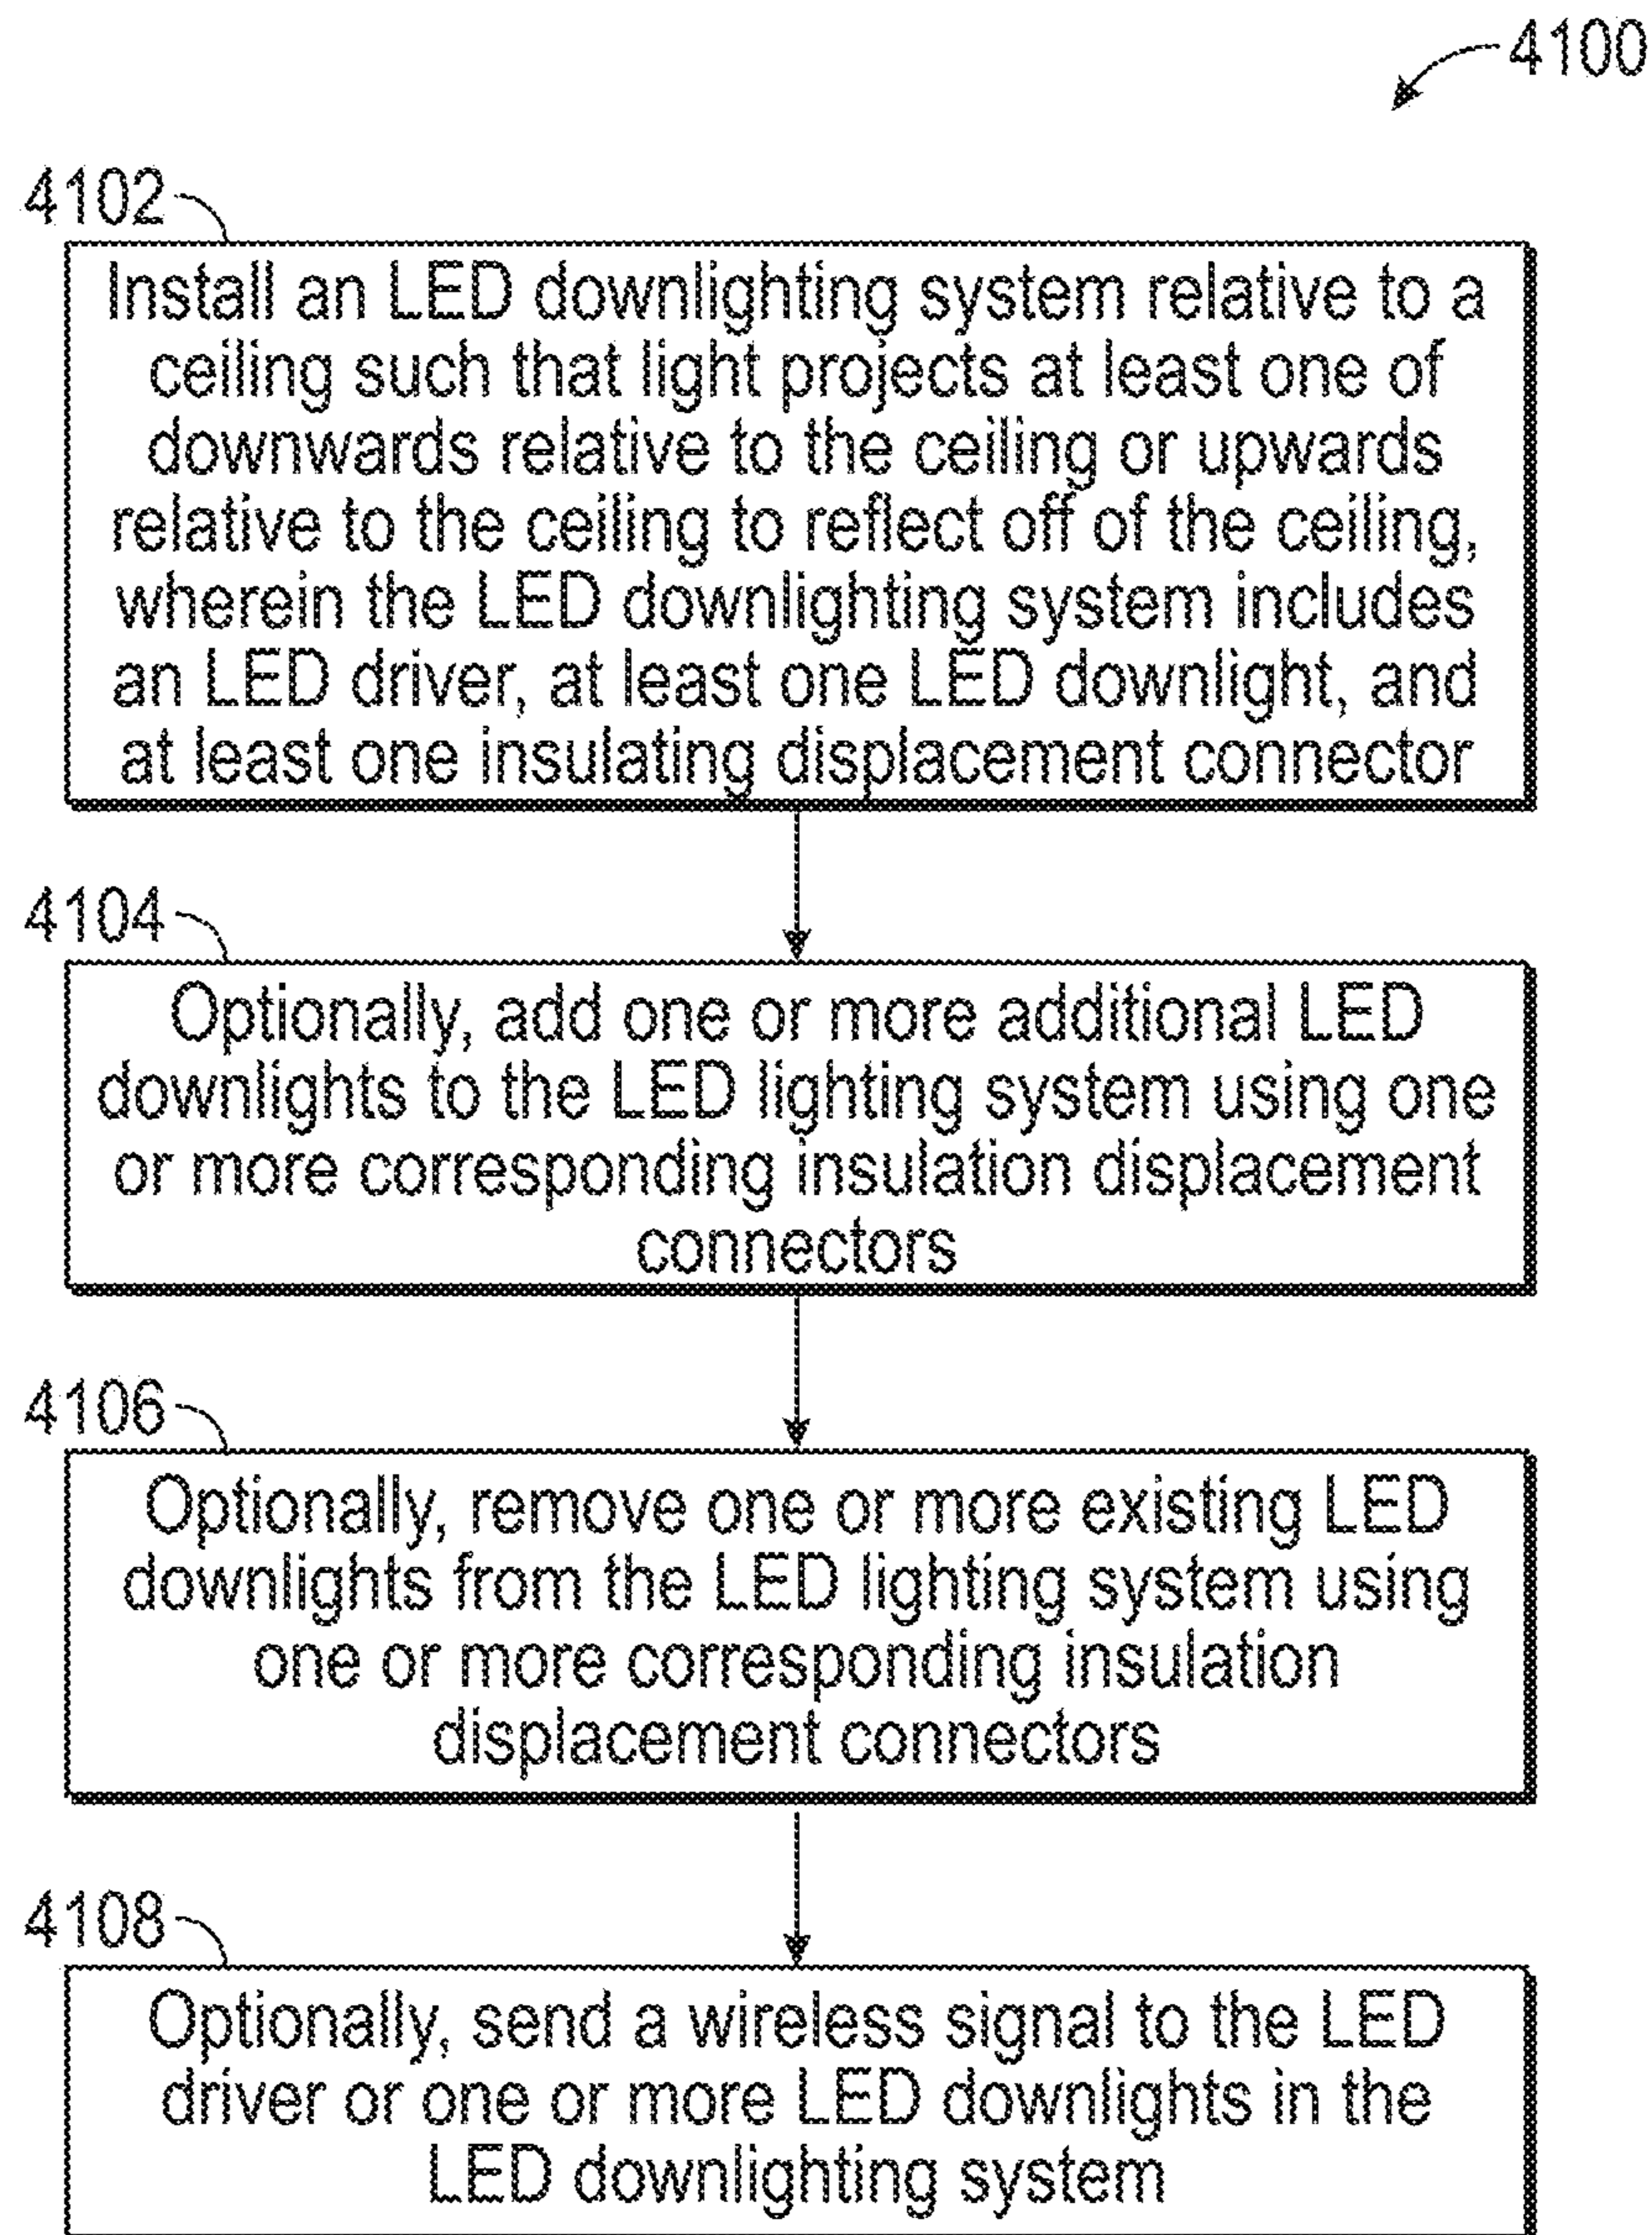 4100
4102
Install an LED downlighting system relative to a
ceiling such that light projects at least one of
downwards relative to the ceiling or upwards
relative to the ceiling to reflect off of the ceiling,
wherein the LED downlighting system includes
an LED driver, at least one LED downlight, and
at least one insulating displacement connector
4104
Optionally, add one or more additional LED
downlights to the LED lighting system using one
or more corresponding insulation displacement
connectors
4106
Optionally, remove one or more existing LED
downlights from the LED lighting system using
one or more corresponding insulation
displacement connectors
4108
Optionally, send a wireless signal to the LED
driver or one or more LED downlights in the
LED downlighting system